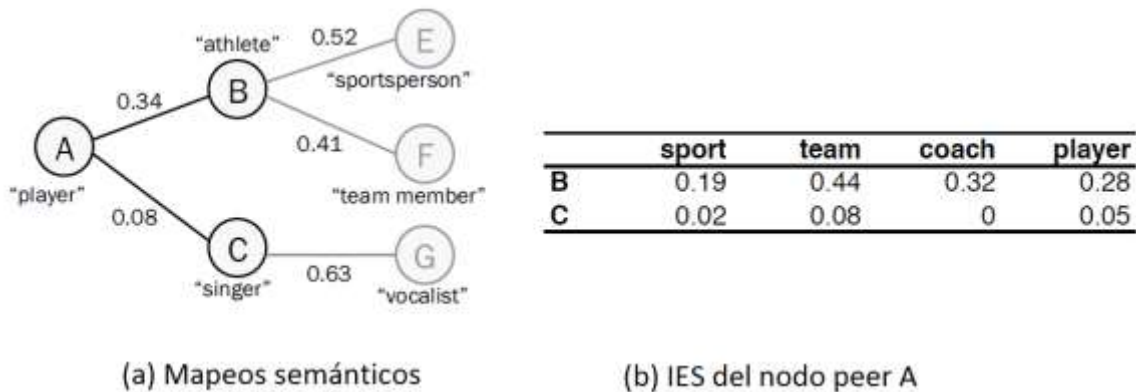 "athlete"
0.52
E
B
"sportsperson"
0.34
A
0.41
F
"player"
"team member"
0.08
C
G
0.63
"singer"
"vocalist"
sport team coach player
B 0.19 0.44 0.32 0.28
C 0.02 0.08 0 0.05
(a) Mapeos semánticos
(b) IES del nodo peer A